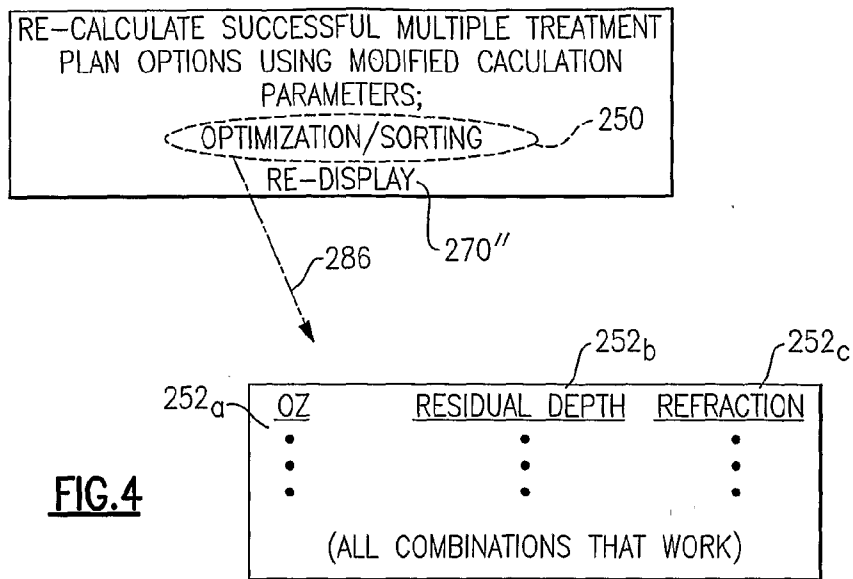 RE-CALCULATE SUCCESSFUL MULTIPLE TREATMENT
PLAN OPTIONS USING MODIFIED CACULATION
PARAMETERS;
OPTIMIZATION/SORTING
250
RE-DISPLAY
270"
286
252b
252c
252a
OZ RESIDUAL DEPTH REFRACTION
FIG.4
(ALL COMBINATIONS THAT WORK)